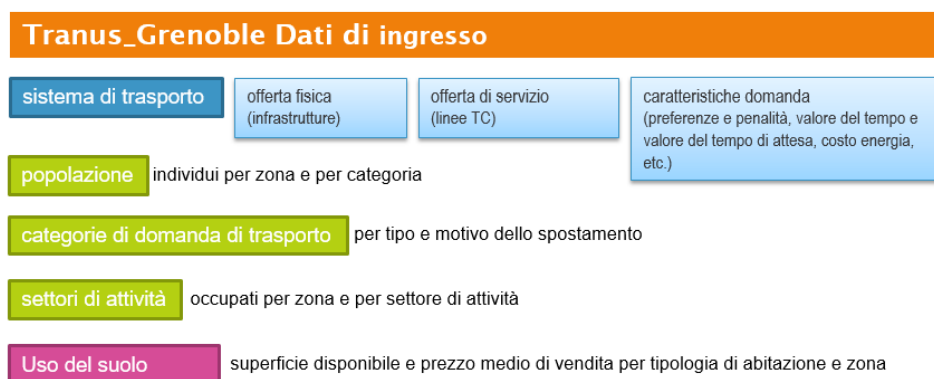 Tranus_Grenoble Dati di ingresso
sistema di trasporto
offerta fisica
(infrastrutture)
offerta di servizio
(linee TC)
caratteristiche domanda
(preferenze e penalità, valore del tempo e
valore del tempo di attesa, costo energia,
etc.)
popolazione
individui per zona e per categoria
categorie di domanda di trasporto
per tipo e motivo dello spostamento
settori di attività
occupati per zona e per settore di attività
Uso del suolo
superficie disponibile e prezzo medio di vendita per tipologia di abitazione e zona